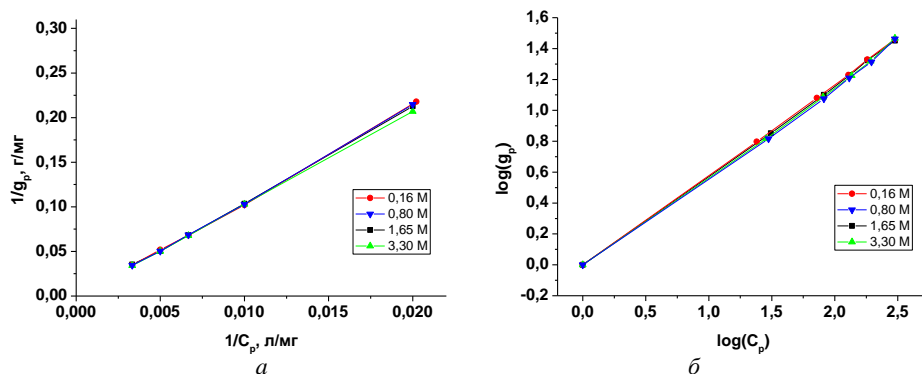 0,30
0,25
0,20
0,15
0,10
0,05
0,00
1/gₚ, г/мг
0,16 М
0,80 М
1,65 М
3,30 М
0,000 0,005 0,010 0,015 0,020
1/Cₚ, л/мг
а
1,6
1,4
1,2
1,0
0,8
0,6
0,4
0,2
0,0
-0,2
log(gₚ)
0,16 М
0,80 М
1,65 М
3,30 М
0,0 0,5 1,0 1,5 2,0 2,5
log(Cₚ)
б